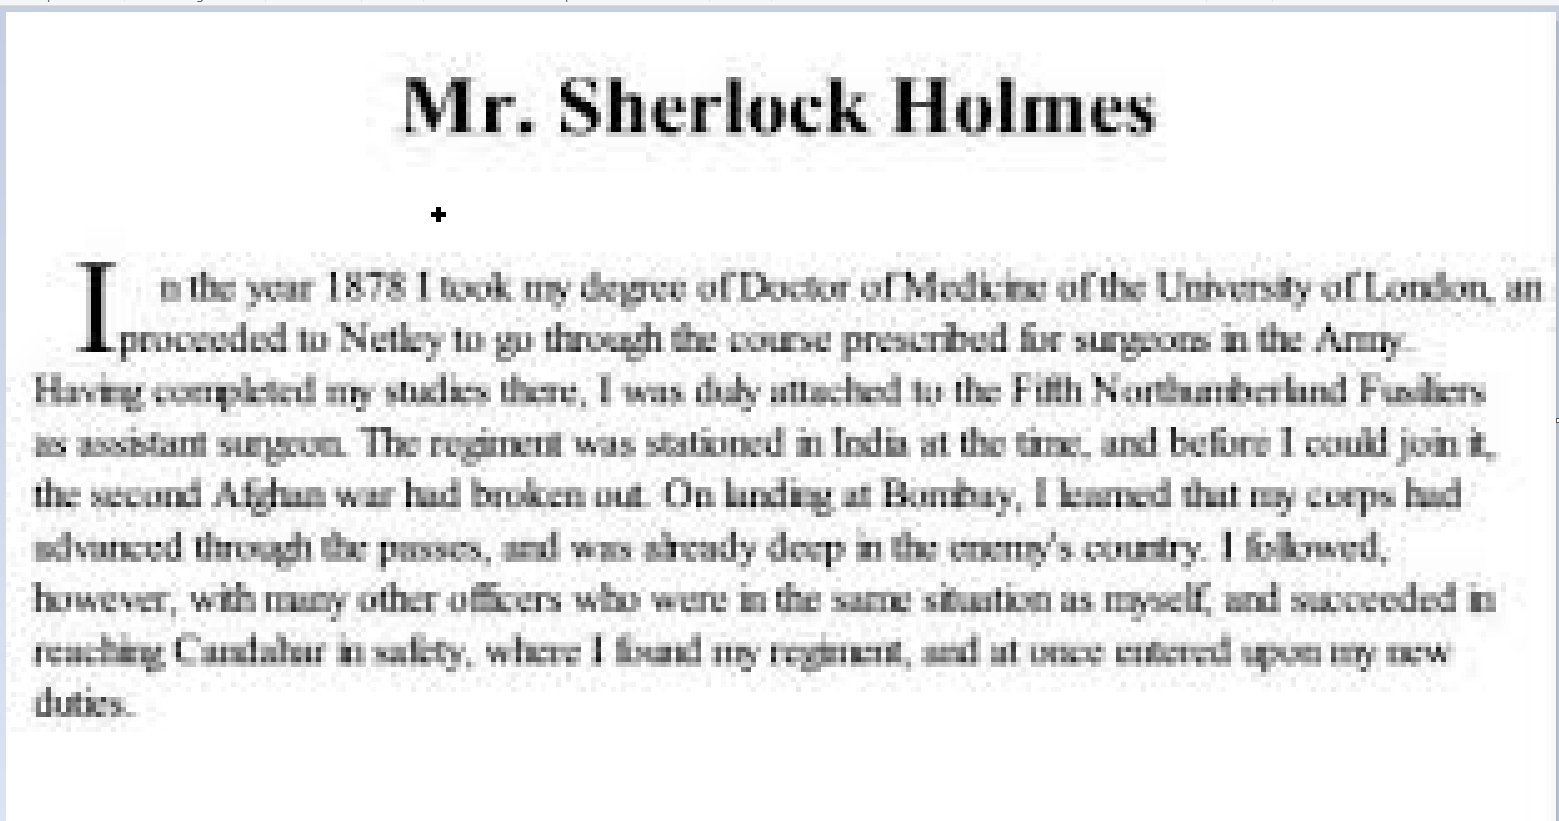 Mr. Sherlock Holmes
In the year 1878 I took my degree of Doctor of Medicine of the University of London, an
proceeded to Netley to go through the course prescribed for surgeons in the Army.
Having completed my studies there, I was duly attached to the Fifth Northumberland Fusiliers
as assistant surgeon. The regiment was stationed in India at the time, and before I could join it,
the second Afghan war had broken out. On landing at Bombay, I learned that my corps had
advanced through the passes, and was already deep in the enemy's country. I followed,
however, with many other officers who were in the same situation as myself, and succeeded in
reaching Candahar in safety, where I found my regiment, and at once entered upon my new
duties.